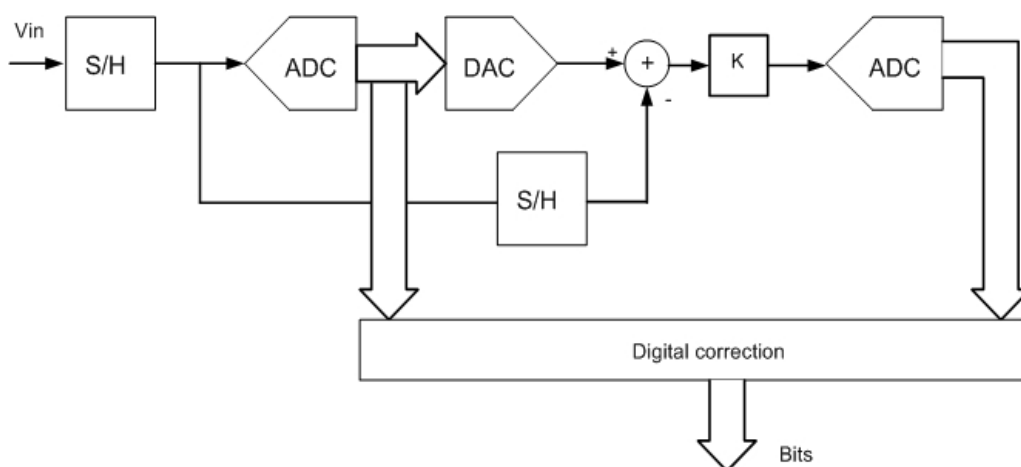 Vin
S/H
ADC
DAC
+
+
-
K
ADC
S/H
Digital correction
Bits